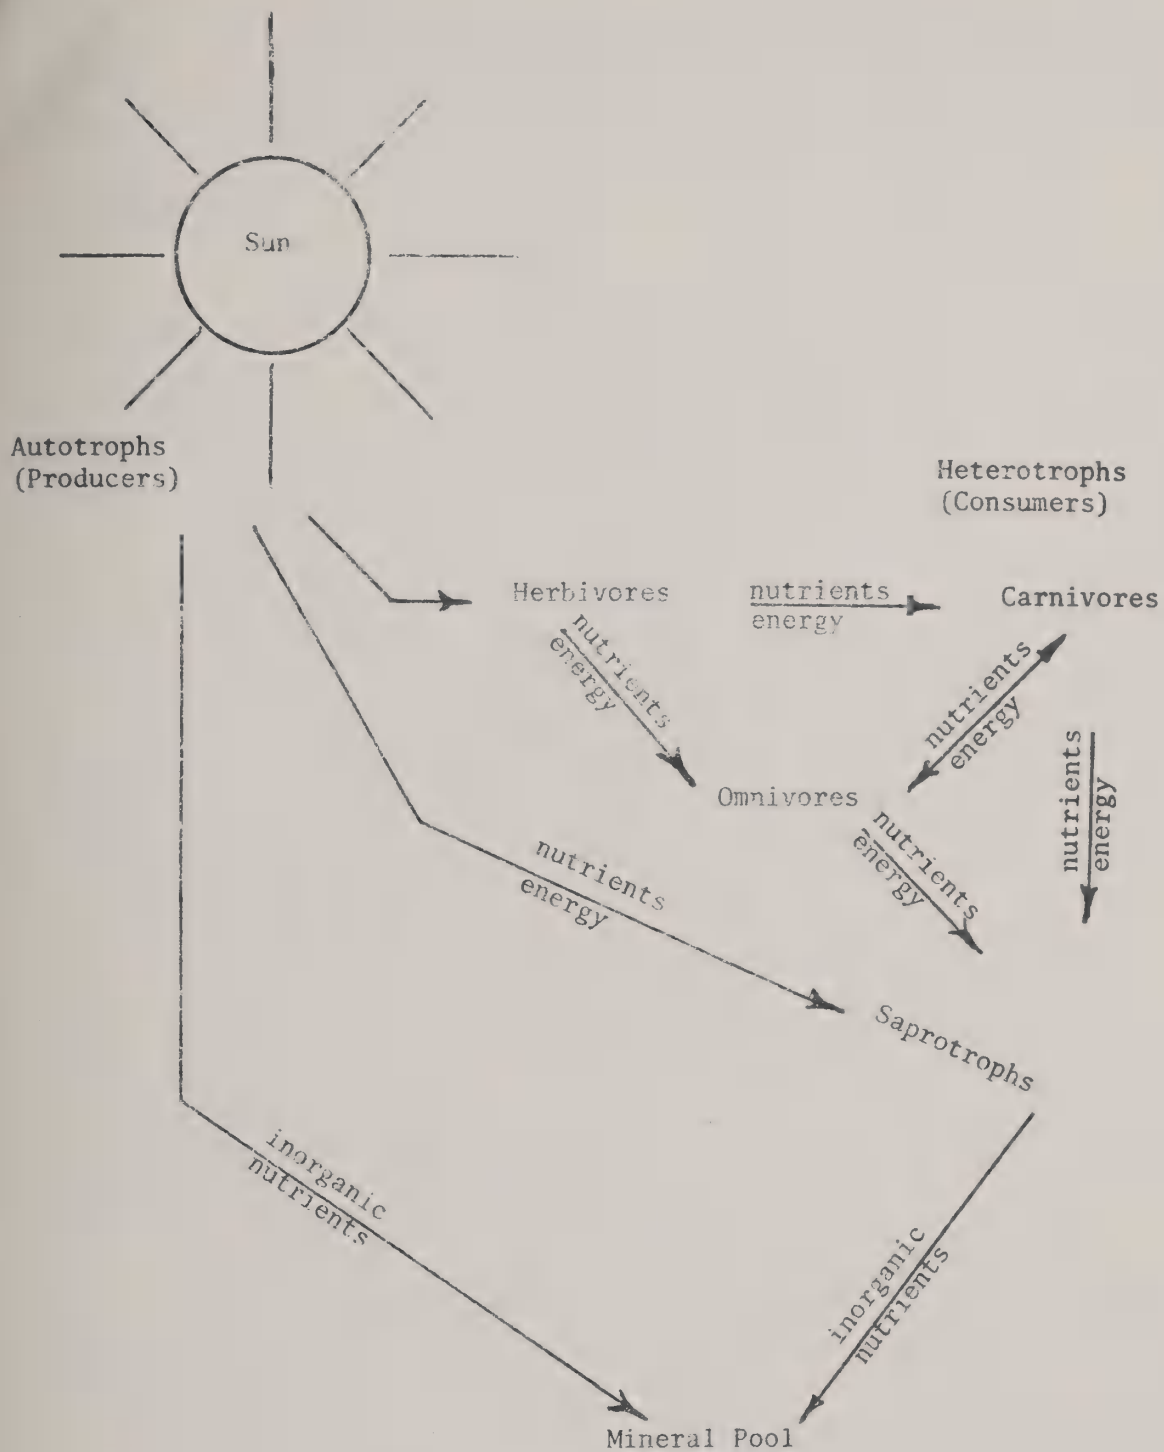 Sun
Autotrophs
(Producers)
Heterotrophs
(Consumers)
Herbivores
nutrients
energy
Carnivores
nutrients
energy
nutrients
energy
nutrients
energy
Omnivores
nutrients
energy
nutrients
energy
Saprotrophs
inorganic
nutrients
inorganic
nutrients
Mineral Pool